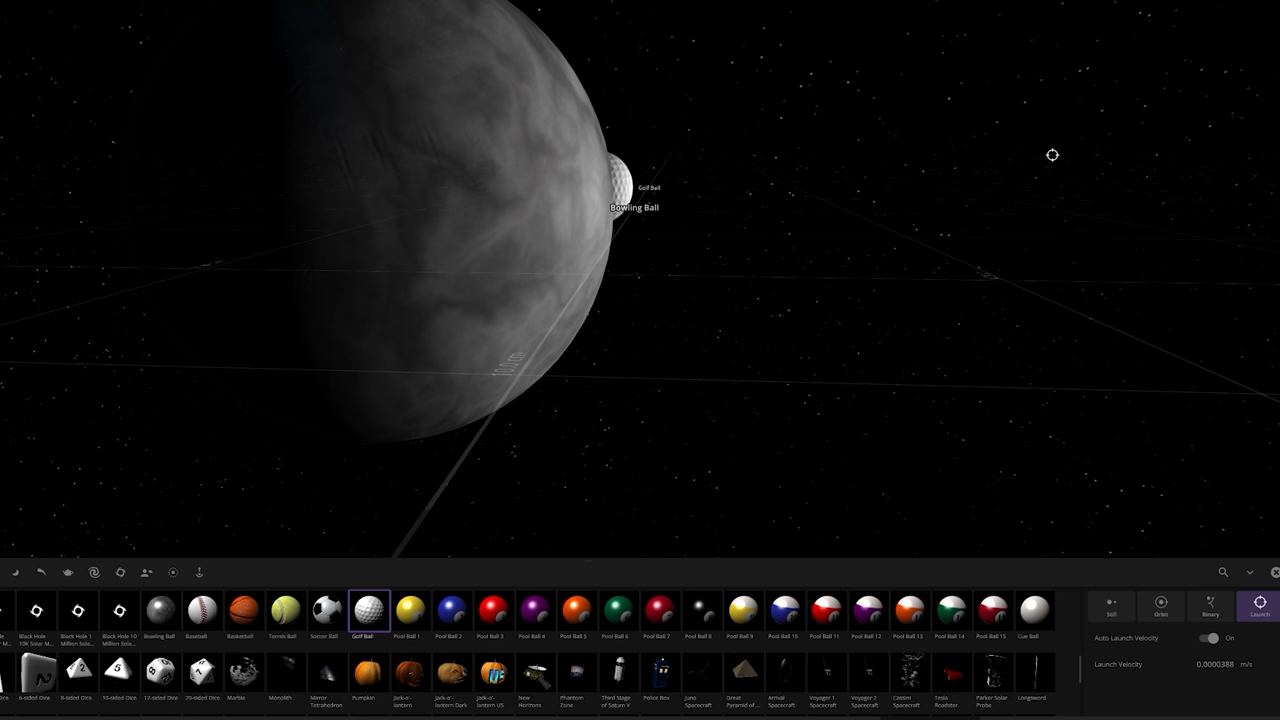 Golf Ball
Bowling Ball
10.0 cm
Black Hole 10K Solar M...
Black Hole 1 Million Sola...
Black Hole 10 Million Sola...
Bowling Ball
Baseball
Basketball
Tennis Ball
Soccer Ball
Golf Ball
Pool Ball 1
Pool Ball 2
Pool Ball 3
Pool Ball 4
Pool Ball 5
Pool Ball 6
Pool Ball 7
Pool Ball 8
Pool Ball 9
Pool Ball 10
Pool Ball 11
Pool Ball 12
Pool Ball 13
Pool Ball 14
Pool Ball 15
Cue Ball
6-sided Dice
8-sided Dice
10-sided Dice
12-sided Dice
20-sided Dice
Marble
Monolith
Mirror Tetrahedron
Pumpkin
Jack-o'-lantern
Jack-o'-lantern Dark
Jack-o'-lantern US
New Horizons
Phantom Zone
Third Stage of Saturn V
Police Box
Juno Spacecraft
Great Pyramid of ...
Arrival Spacecraft
Voyager 1 Spacecraft
Voyager 2 Spacecraft
Cassini Spacecraft
Tesla Roadster
Parker Solar Probe
Longsword
Still
Orbit
Binary
Launch
Auto Launch Velocity On
Launch Velocity 0.0000388 m/s